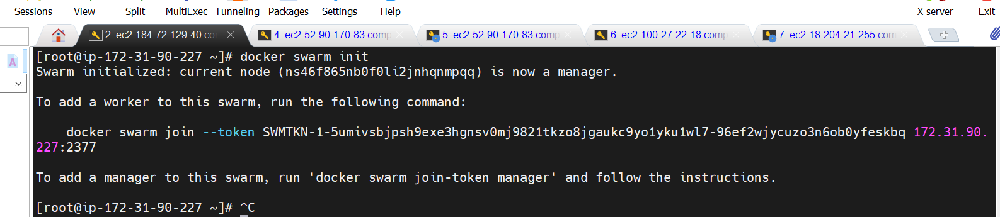 Sessions View Split MultiExec Tunneling Packages Settings Help X server Exit
2. ec2-184-72-129-40.co 4. ec2-52-90-170-83.comp 5. ec2-52-90-170-83.comp 6. ec2-100-27-22-18.comp 7. ec2-18-204-21-255.com
A
[root@ip-172-31-90-227 ~]# docker swarm init
Swarm initialized: current node (ns46f865nb0f0li2jnhqnmpqq) is now a manager.
To add a worker to this swarm, run the following command:
docker swarm join --token SWMTKN-1-5umivsbjpsh9exe3hgnsv0mj9821tkzo8jgaukc9yo1yku1wl7-96ef2wjycuzo3n6ob0yfeskbq 172.31.90.
227:2377
To add a manager to this swarm, run 'docker swarm join-token manager' and follow the instructions.
[root@ip-172-31-90-227 ~]# ^C